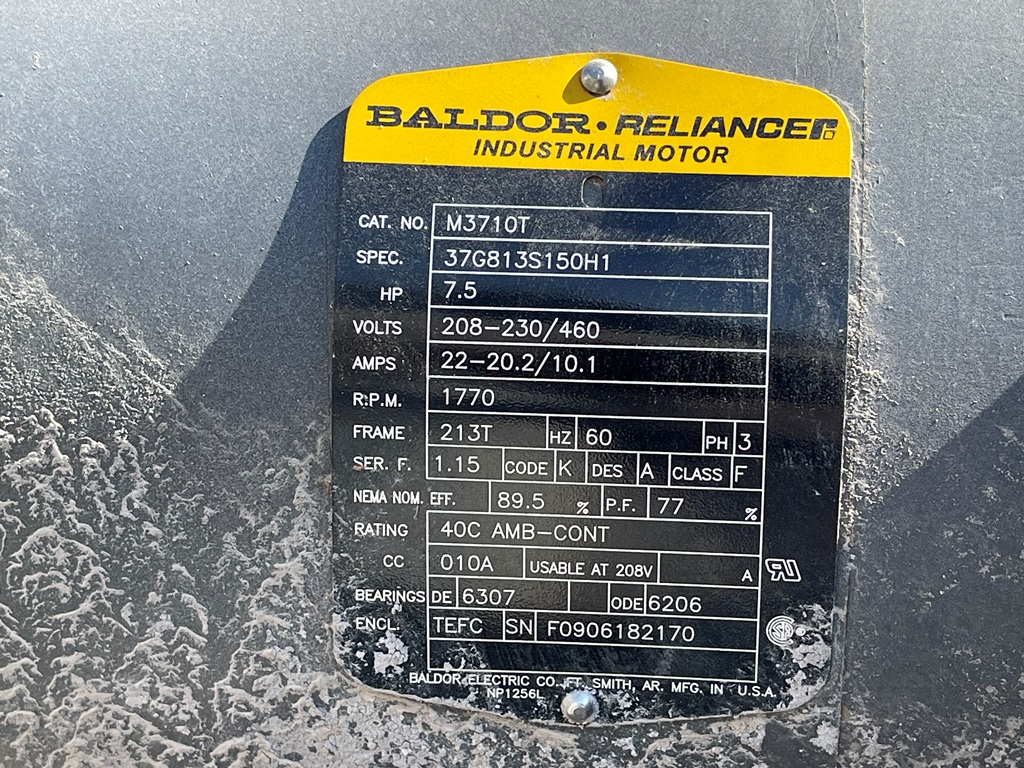 BALDOR · RELIANCER
INDUSTRIAL MOTOR
CAT. NO. M3710T
SPEC. 37G813S150H1
HP 7.5
VOLTS 208-230/460
AMPS 22-20.2/10.1
R.P.M. 1770
FRAME 213T HZ 60 PH 3
SER. F. 1.15 CODE K DES A CLASS F
NEMA NOM. EFF. 89.5 % P.F. 77 %
RATING 40C AMB-CONT
CC 010A USABLE AT 208V A
BEARINGS DE 6307 ODE 6206
ENCL. TEFC SN F0906182170
BALDOR ELECTRIC CO. FT. SMITH, AR. MFG. IN U.S.A.
NP1256L